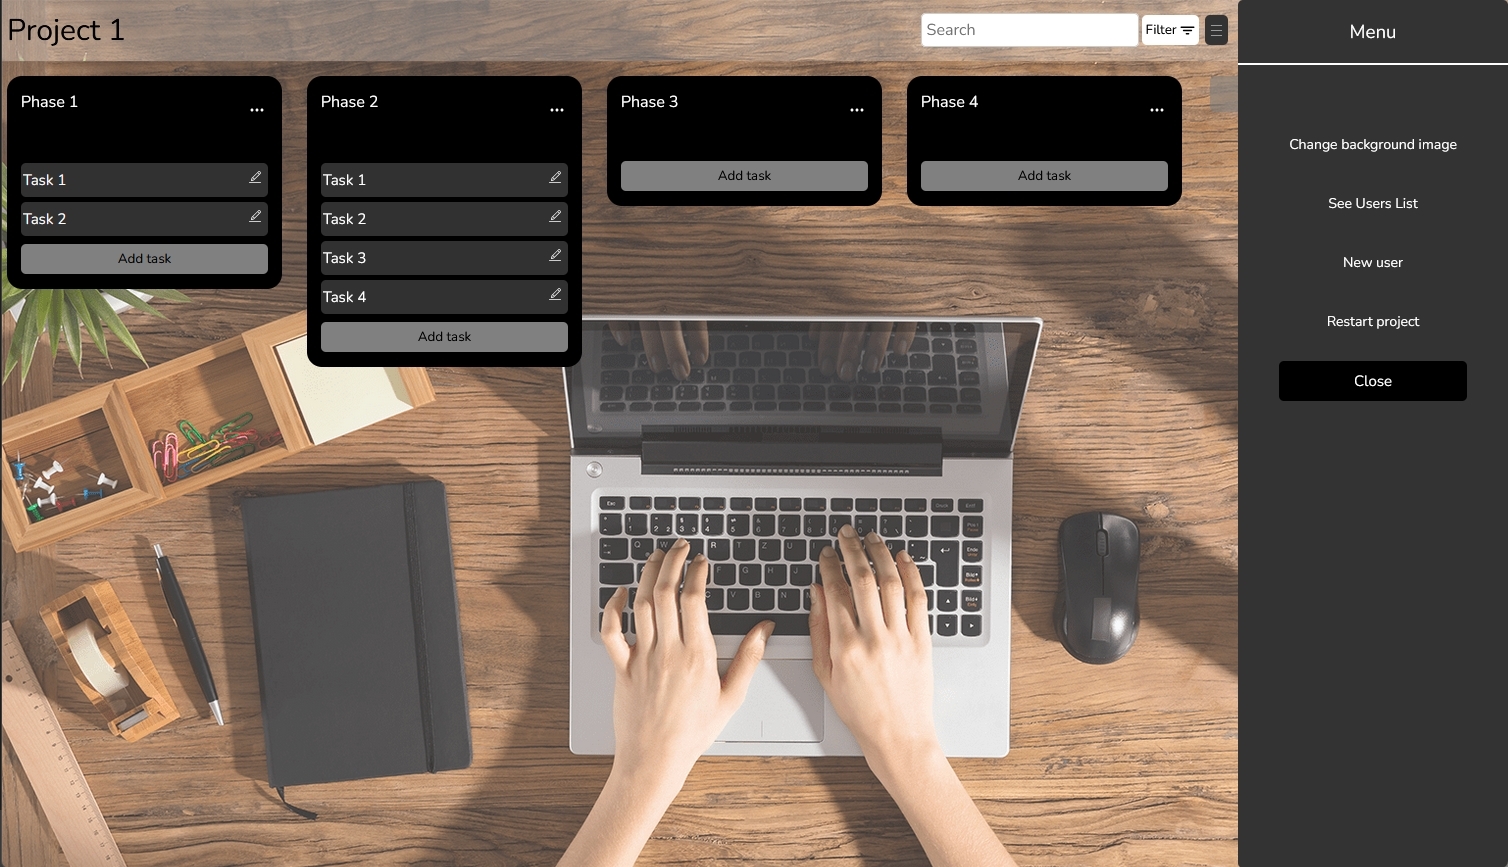 Project 1
Search
Filter
Menu
Phase 1
Task 1
Task 2
Add task
Phase 2
Task 1
Task 2
Task 3
Task 4
Add task
Phase 3
Add task
Phase 4
Add task
Change background image
See Users List
New user
Restart project
Close